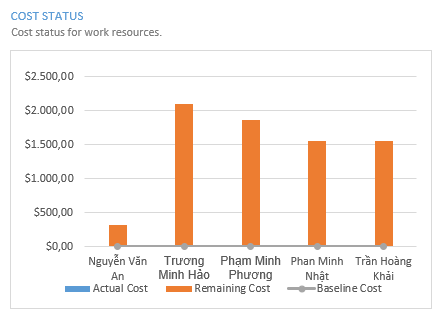 COST STATUS
Cost status for work resources.
$2.500,00
$2.000,00
$1.500,00
$1.000,00
$500,00
$0,00
Nguyễn Văn
An
Trương
Minh Hảo
Phạm Minh
Phương
Phan Minh
Nhật
Trần Hoàng
Khải
Actual Cost
Remaining Cost
Baseline Cost